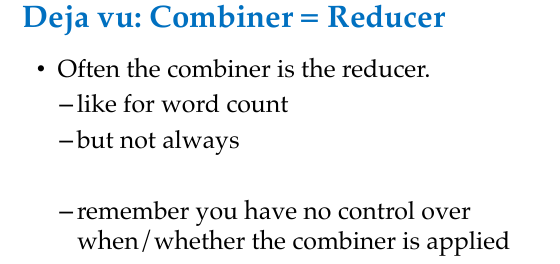 Deja vu: Combiner = Reducer
• Often the combiner is the reducer.
–like for word count
–but not always
–remember you have no control over
when/whether the combiner is applied